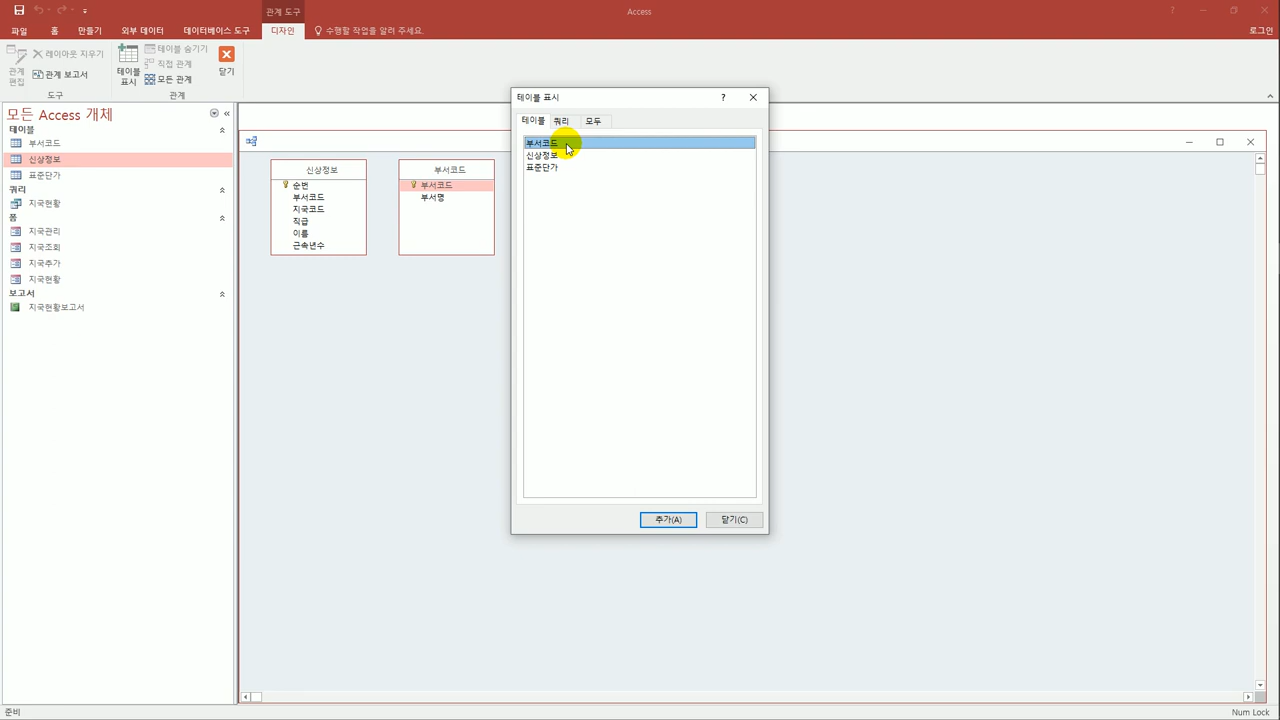 관계 도구
Access
?
파일
홈
만들기
외부 데이터
데이터베이스 도구
디자인
수행할 작업을 알려 주세요.
로그인
관계
편집
레이아웃 지우기
관계 보고서
도구
테이블
표시
테이블 숨기기
직접 관계
모든 관계
관계
닫기
모든 Access 개체
테이블
부서코드
신상정보
표준단가
쿼리
지국현황
폼
지국관리
지국조회
지국추가
지국현황
보고서
지국현황보고서
신상정보
순번
부서코드
지국코드
직급
이름
근속년수
부서코드
부서코드
부서명
테이블 표시
?
테이블
쿼리
모두
부서코드
신상정보
표준단가
추가(A)
닫기(C)
준비
Num Lock